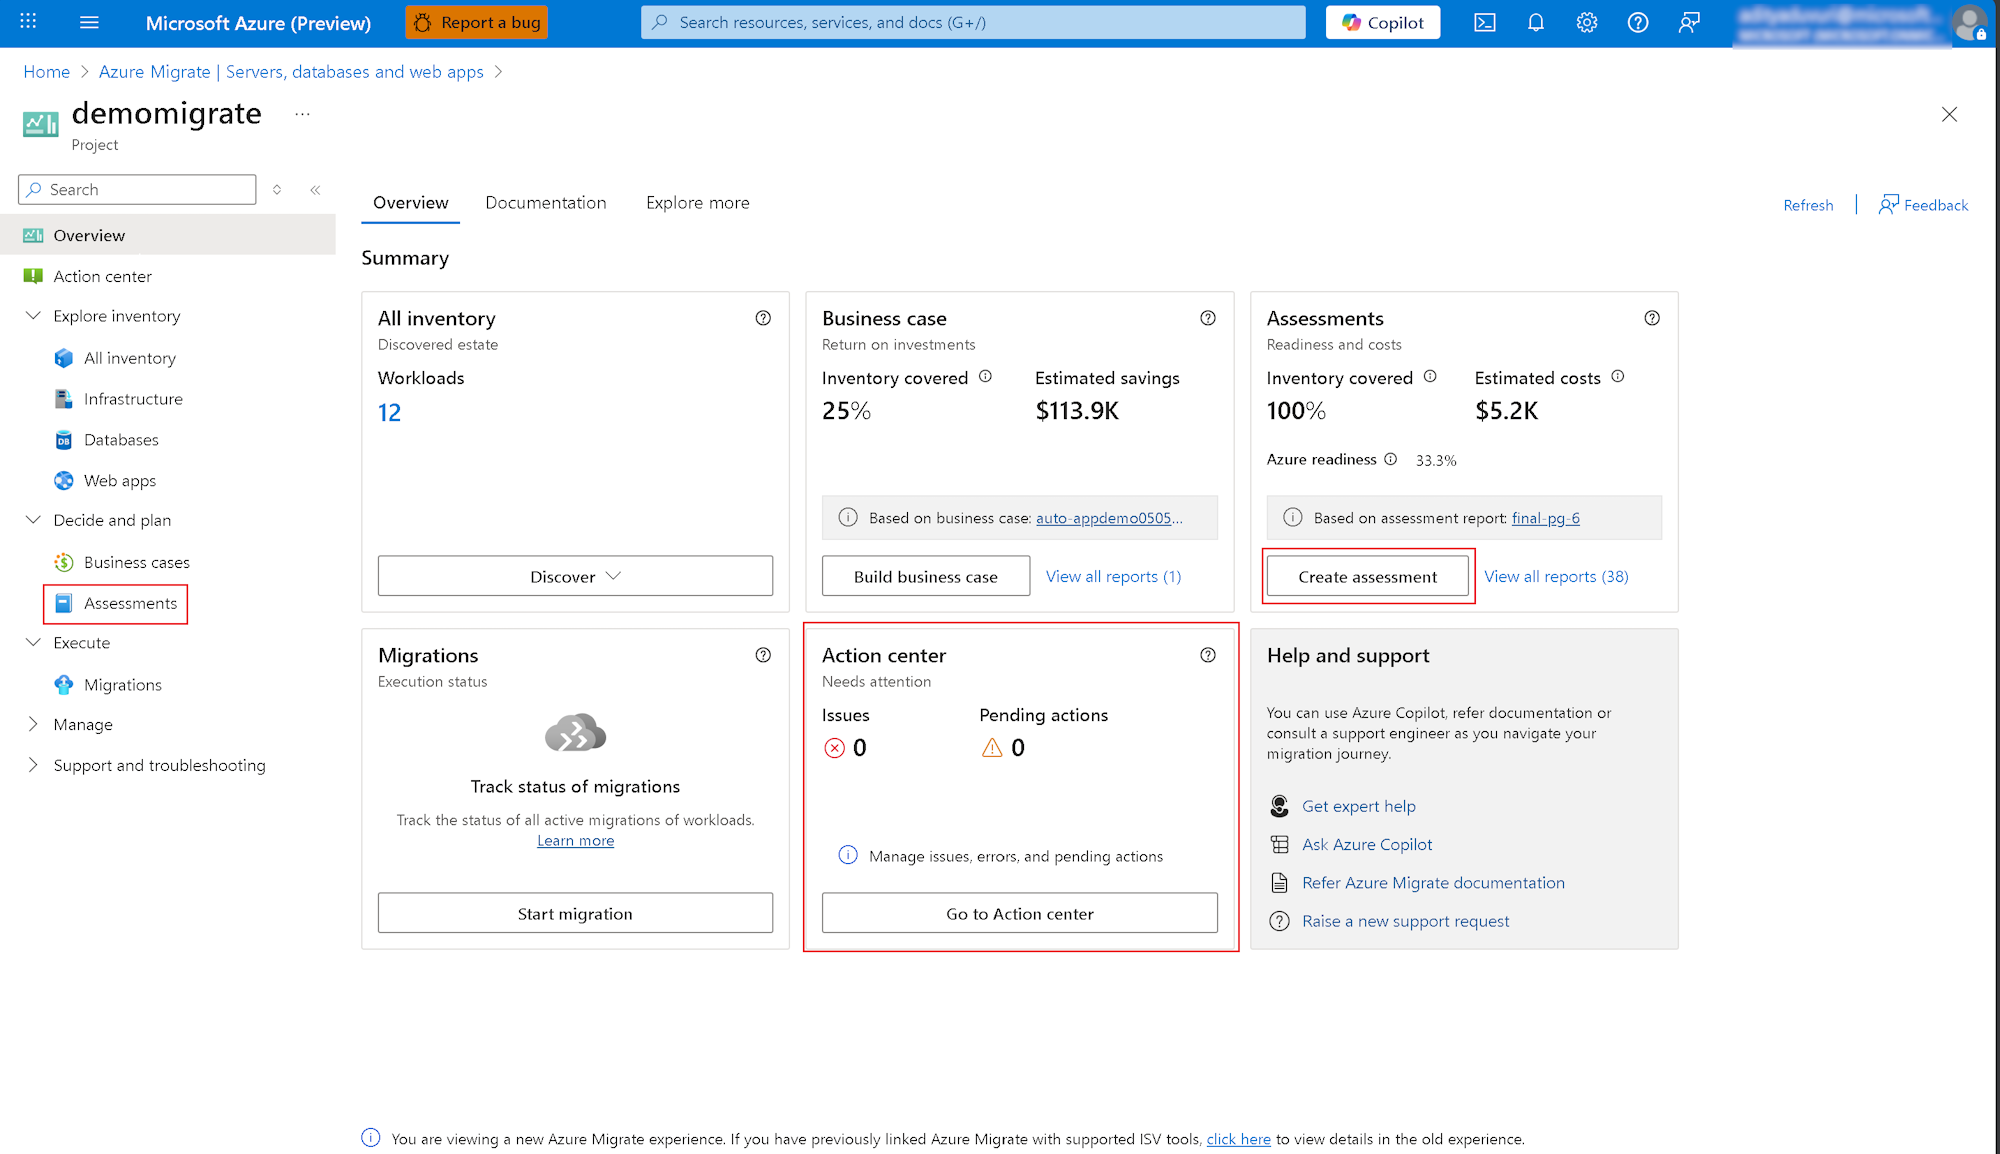 Microsoft Azure (Preview)
Report a bug
Search resources, services, and docs (G+/)
Copilot
Home > Azure Migrate | Servers, databases and web apps >
demomigrate ...
Project
Search
Overview
Action center
Explore inventory
All inventory
Infrastructure
Databases
Web apps
Decide and plan
Business cases
Assessments
Execute
Migrations
Manage
Support and troubleshooting
Overview Documentation Explore more
Refresh | Feedback
Summary
All inventory
Discovered estate
Workloads
12
Discover
Business case
Return on investments
Inventory covered Estimated savings
25% $113.9K
Based on business case: auto-appdemo0505...
Build business case View all reports (1)
Assessments
Readiness and costs
Inventory covered Estimated costs
100% $5.2K
Azure readiness 33.3%
Based on assessment report: final-pg-6
Create assessment View all reports (38)
Migrations
Execution status
Track status of migrations
Track the status of all active migrations of workloads.
Learn more
Start migration
Action center
Needs attention
Issues Pending actions
0 0
Manage issues, errors, and pending actions
Go to Action center
Help and support
You can use Azure Copilot, refer documentation or
consult a support engineer as you navigate your
migration journey.
Get expert help
Ask Azure Copilot
Refer Azure Migrate documentation
Raise a new support request
You are viewing a new Azure Migrate experience. If you have previously linked Azure Migrate with supported ISV tools, click here to view details in the old experience.